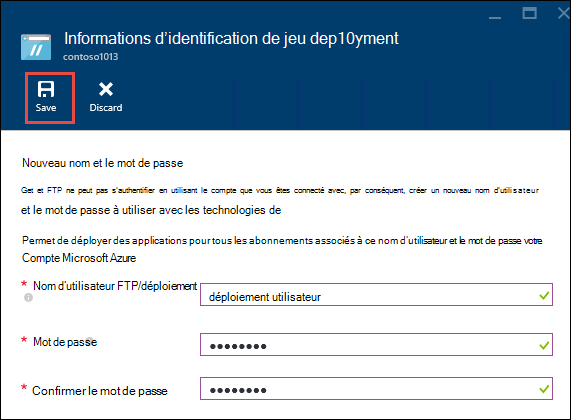 Informations d'identification de jeu dep10yment
contoso1013
Save
Discard
Nouveau nom et le mot de passe
Get et FTP ne peut pas s'authentifier en utilisant le compte que vous êtes connecté avec, par conséquent, créer un nouveau nom d'utilisateur
et le mot de passe à utiliser avec les technologies de
Permet de déployer des applications pour tous les abonnements associés à ce nom d'utilisateur et le mot de passe votre
Compte Microsoft Azure
* Nom d'utilisateur FTP/déploiement
déploiement utilisateur
* Mot de passe
••••••••
* Confirmer le mot de passe
••••••••